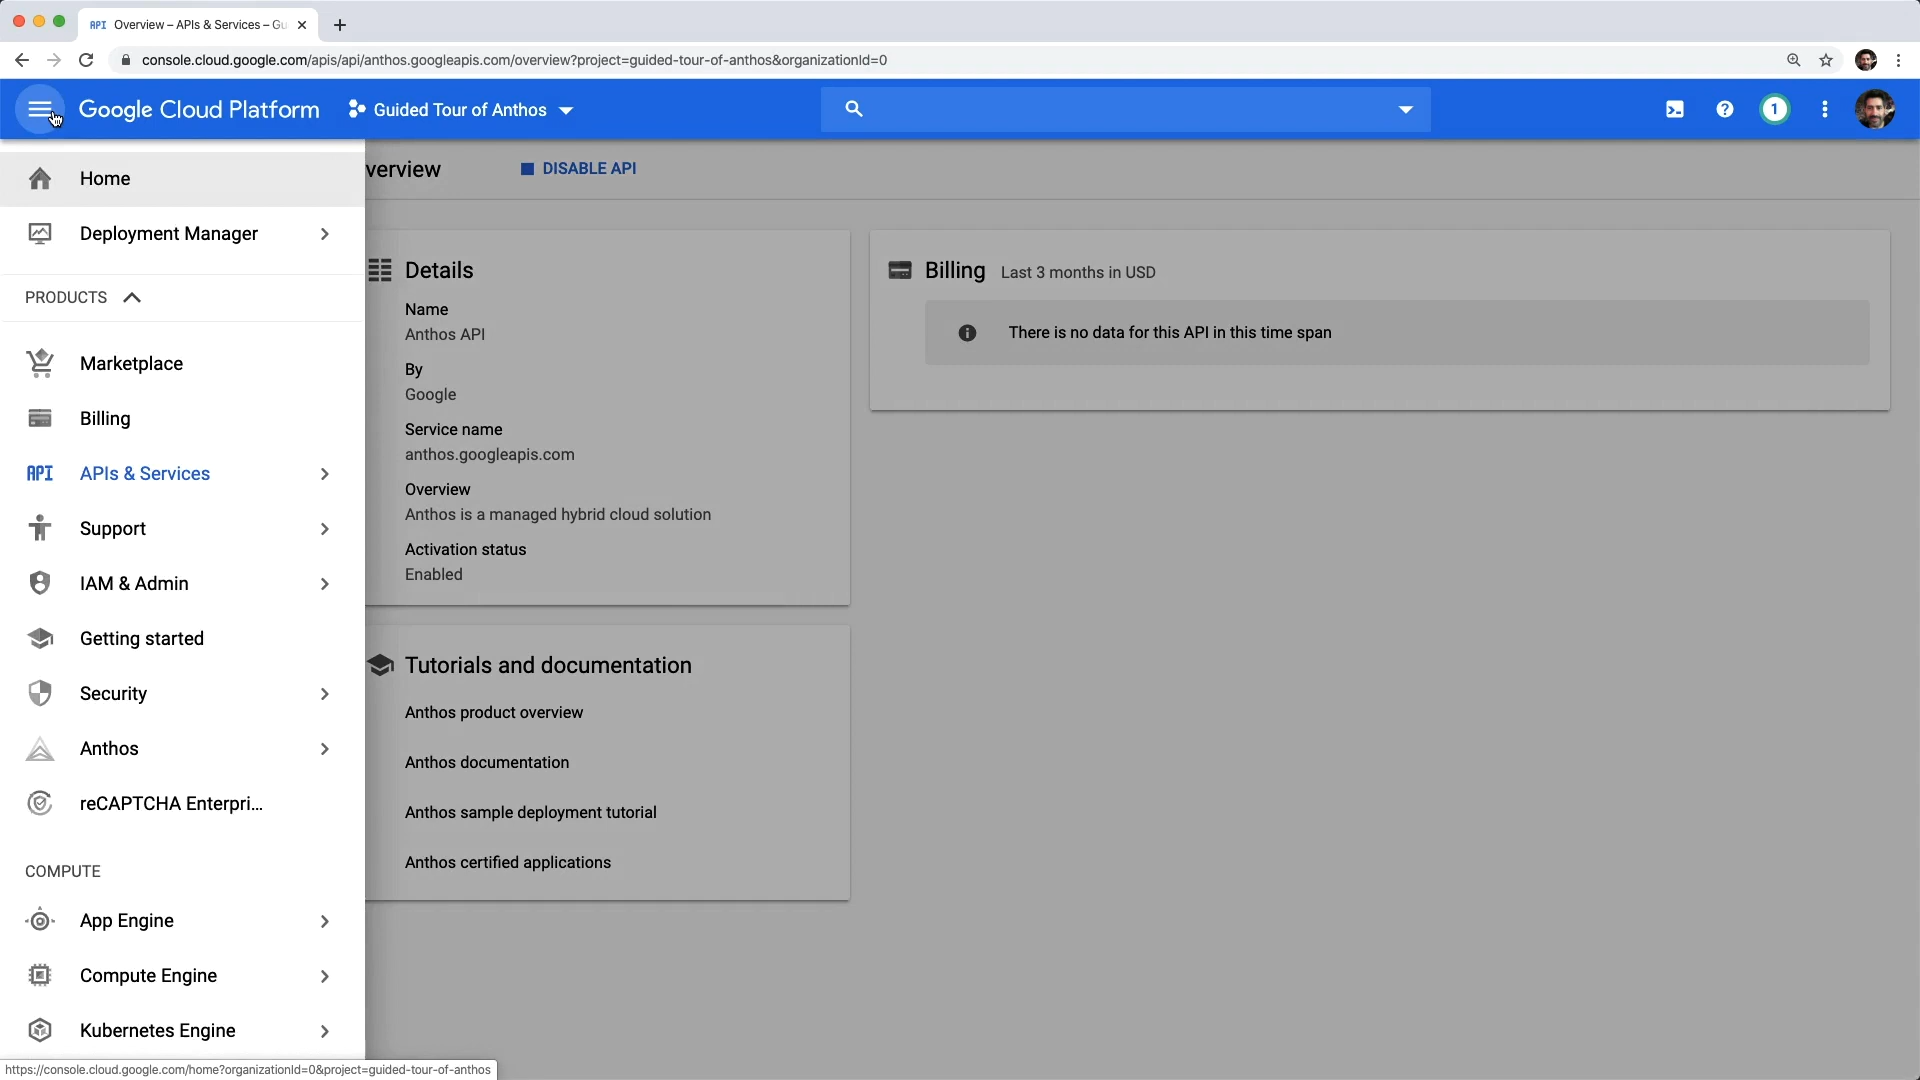 API Overview – APIs & Services – Gu
console.cloud.google.com/apis/api/anthos.googleapis.com/overview?project=guided-tour-of-anthos&organizationId=0
Google Cloud Platform Guided Tour of Anthos 1
Home
verview DISABLE API
Deployment Manager
PRODUCTS
Marketplace
Billing
API APIs & Services
Support
IAM & Admin
Getting started
Security
Anthos
reCAPTCHA Enterpri...
COMPUTE
App Engine
Compute Engine
Kubernetes Engine
Details
Name
Anthos API
By
Google
Service name
anthos.googleapis.com
Overview
Anthos is a managed hybrid cloud solution
Activation status
Enabled
Billing Last 3 months in USD
There is no data for this API in this time span
Tutorials and documentation
Anthos product overview
Anthos documentation
Anthos sample deployment tutorial
Anthos certified applications
https://console.cloud.google.com/home?organizationId=0&project=guided-tour-of-anthos